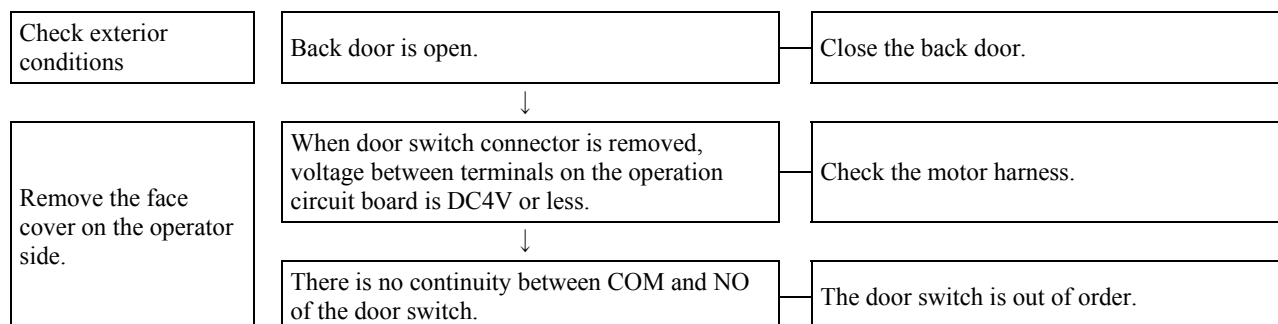 Check exterior
conditions
Back door is open.
Close the back door.
↓
Remove the face
cover on the operator
side.
When door switch connector is removed,
voltage between terminals on the operation
circuit board is DC4V or less.
Check the motor harness.
↓
There is no continuity between COM and NO
of the door switch.
The door switch is out of order.